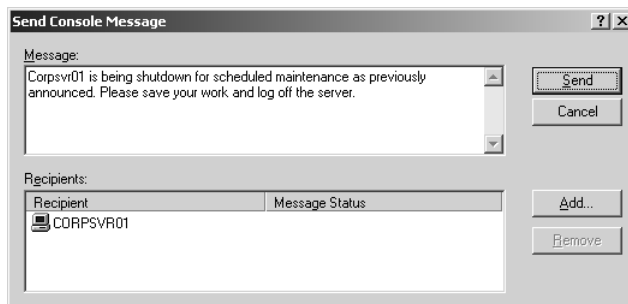 Send Console Message
Message:
Corpsvr01 is being shutdown for scheduled maintenance as previously
announced. Please save your work and log off the server.
Send
Cancel
Recipients:
Recipient Message Status
CORPSVR01
Add...
Remove